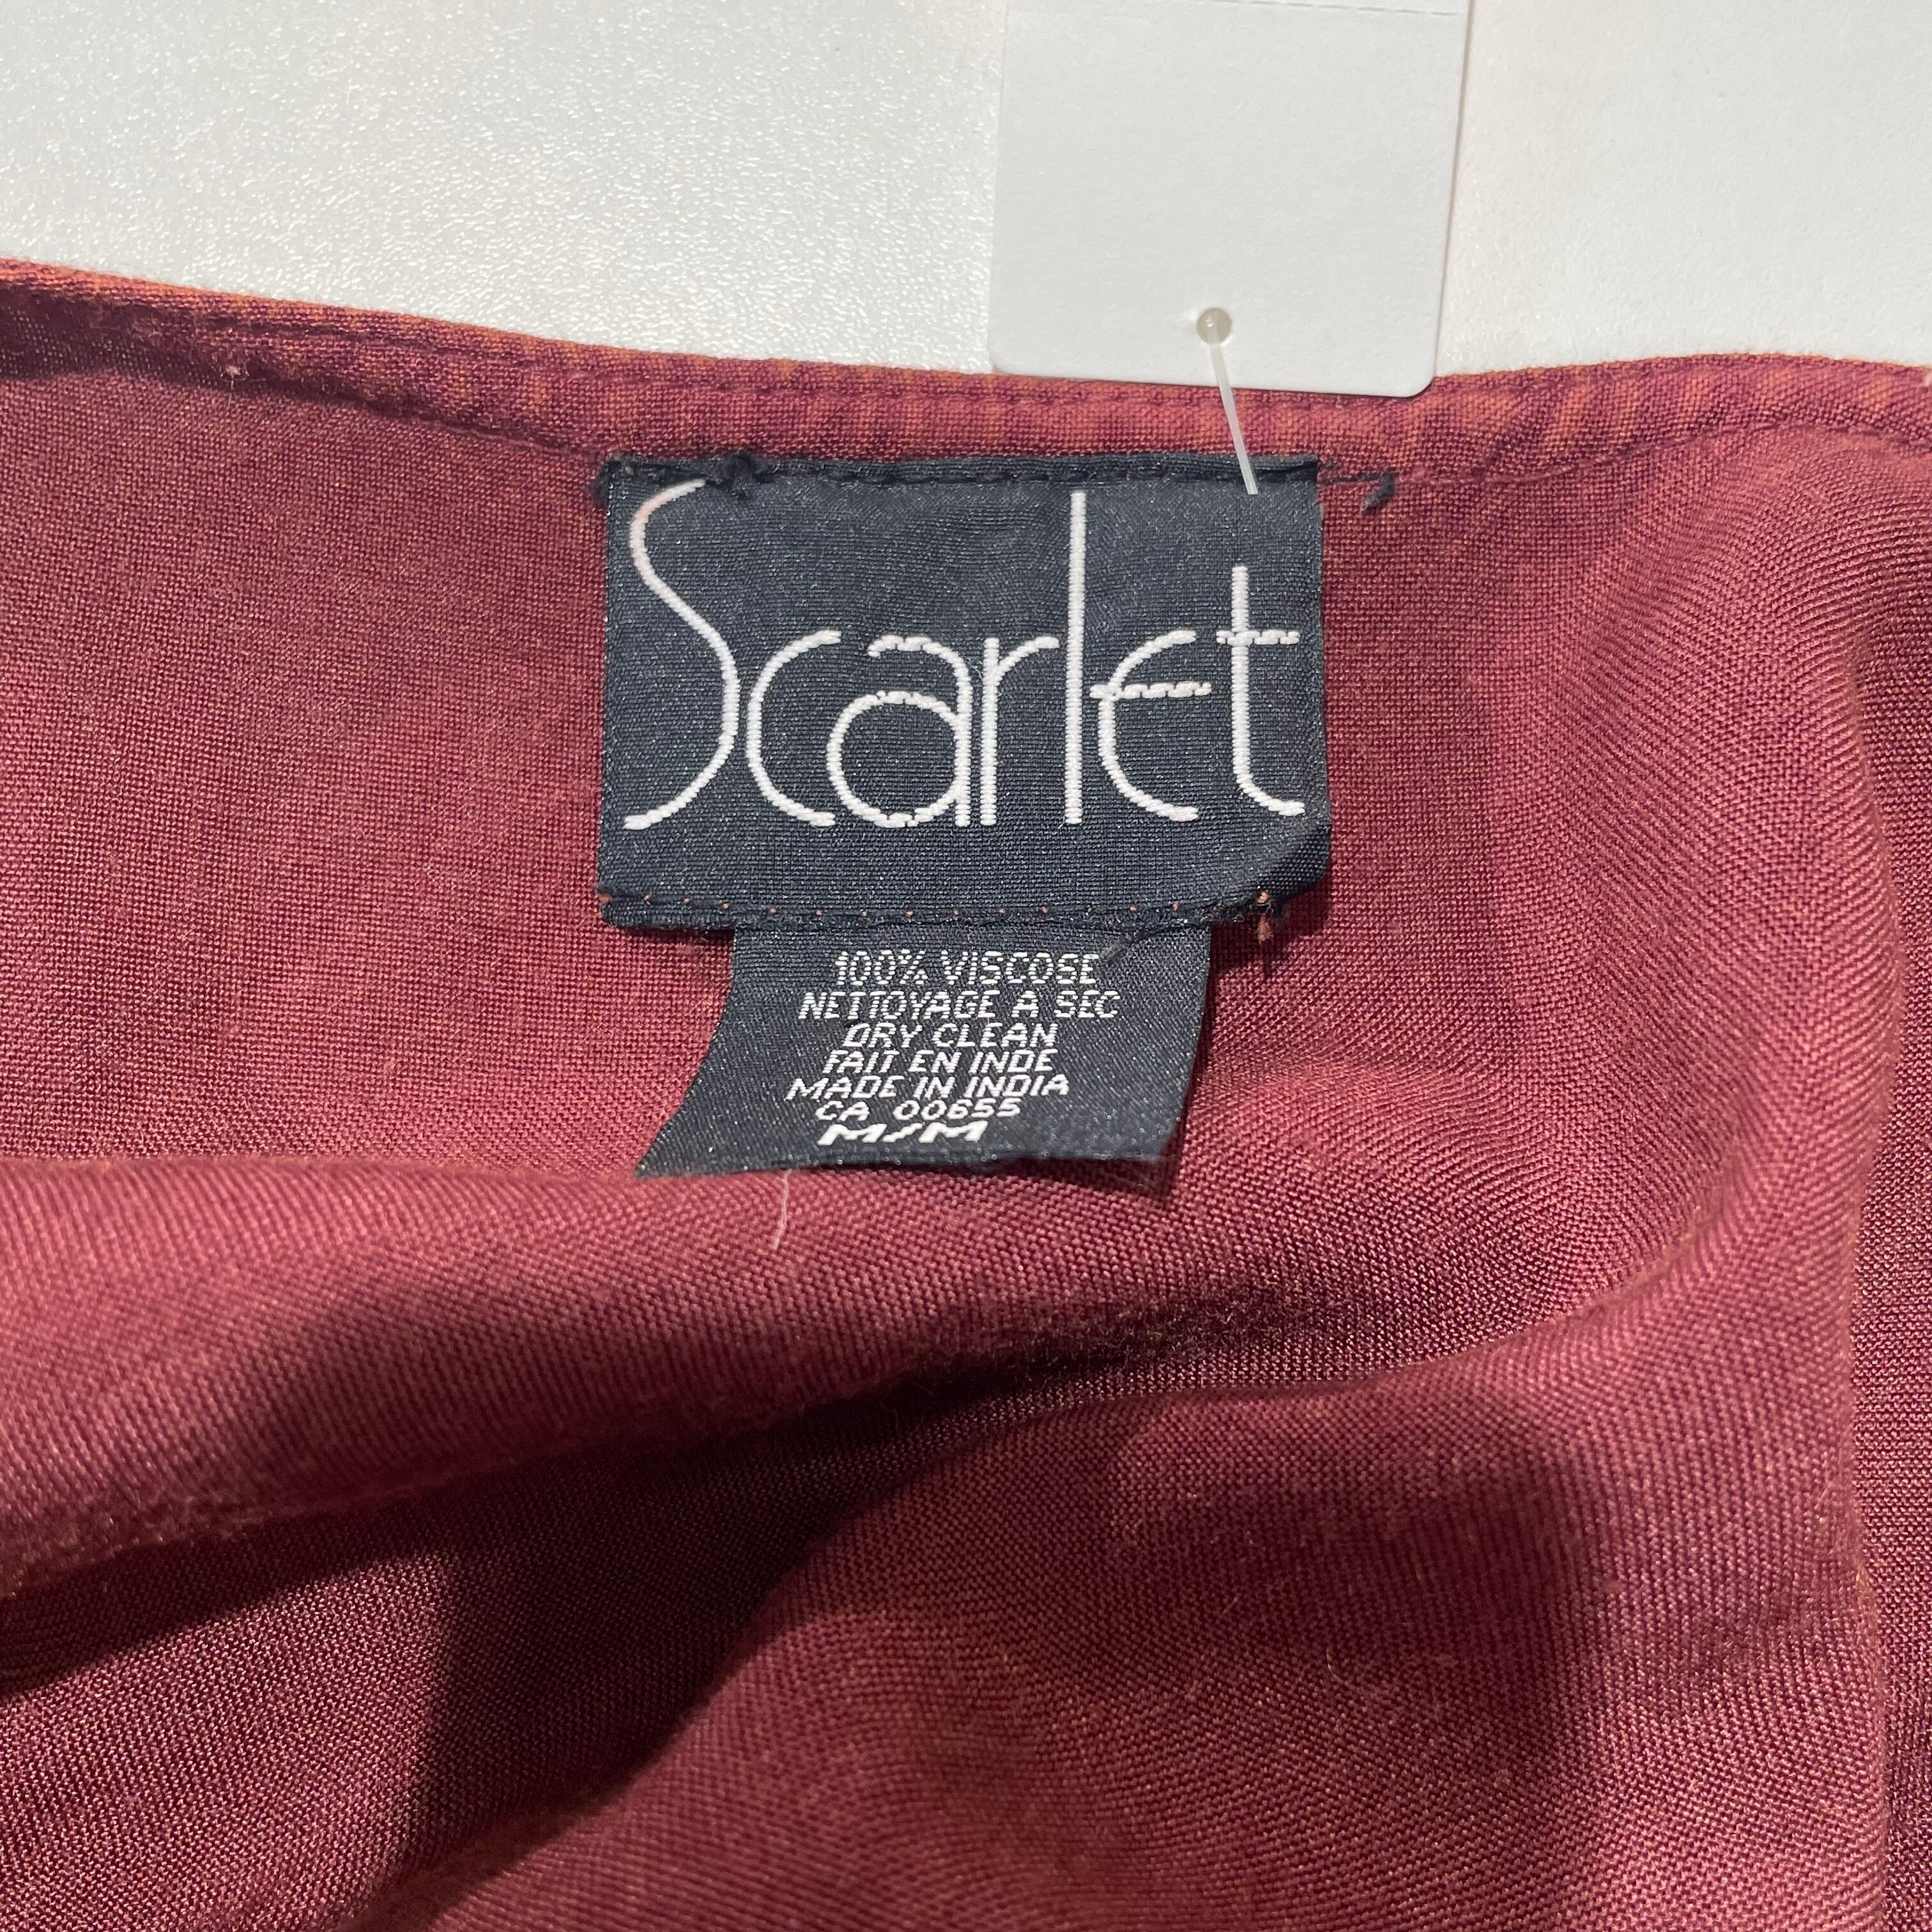 Scarlet
100% VISCOSE
NETTOYAGE A SEC
DRY CLEAN
FAIT EN INDE
MADE IN INDIA
CA 00655
M/M